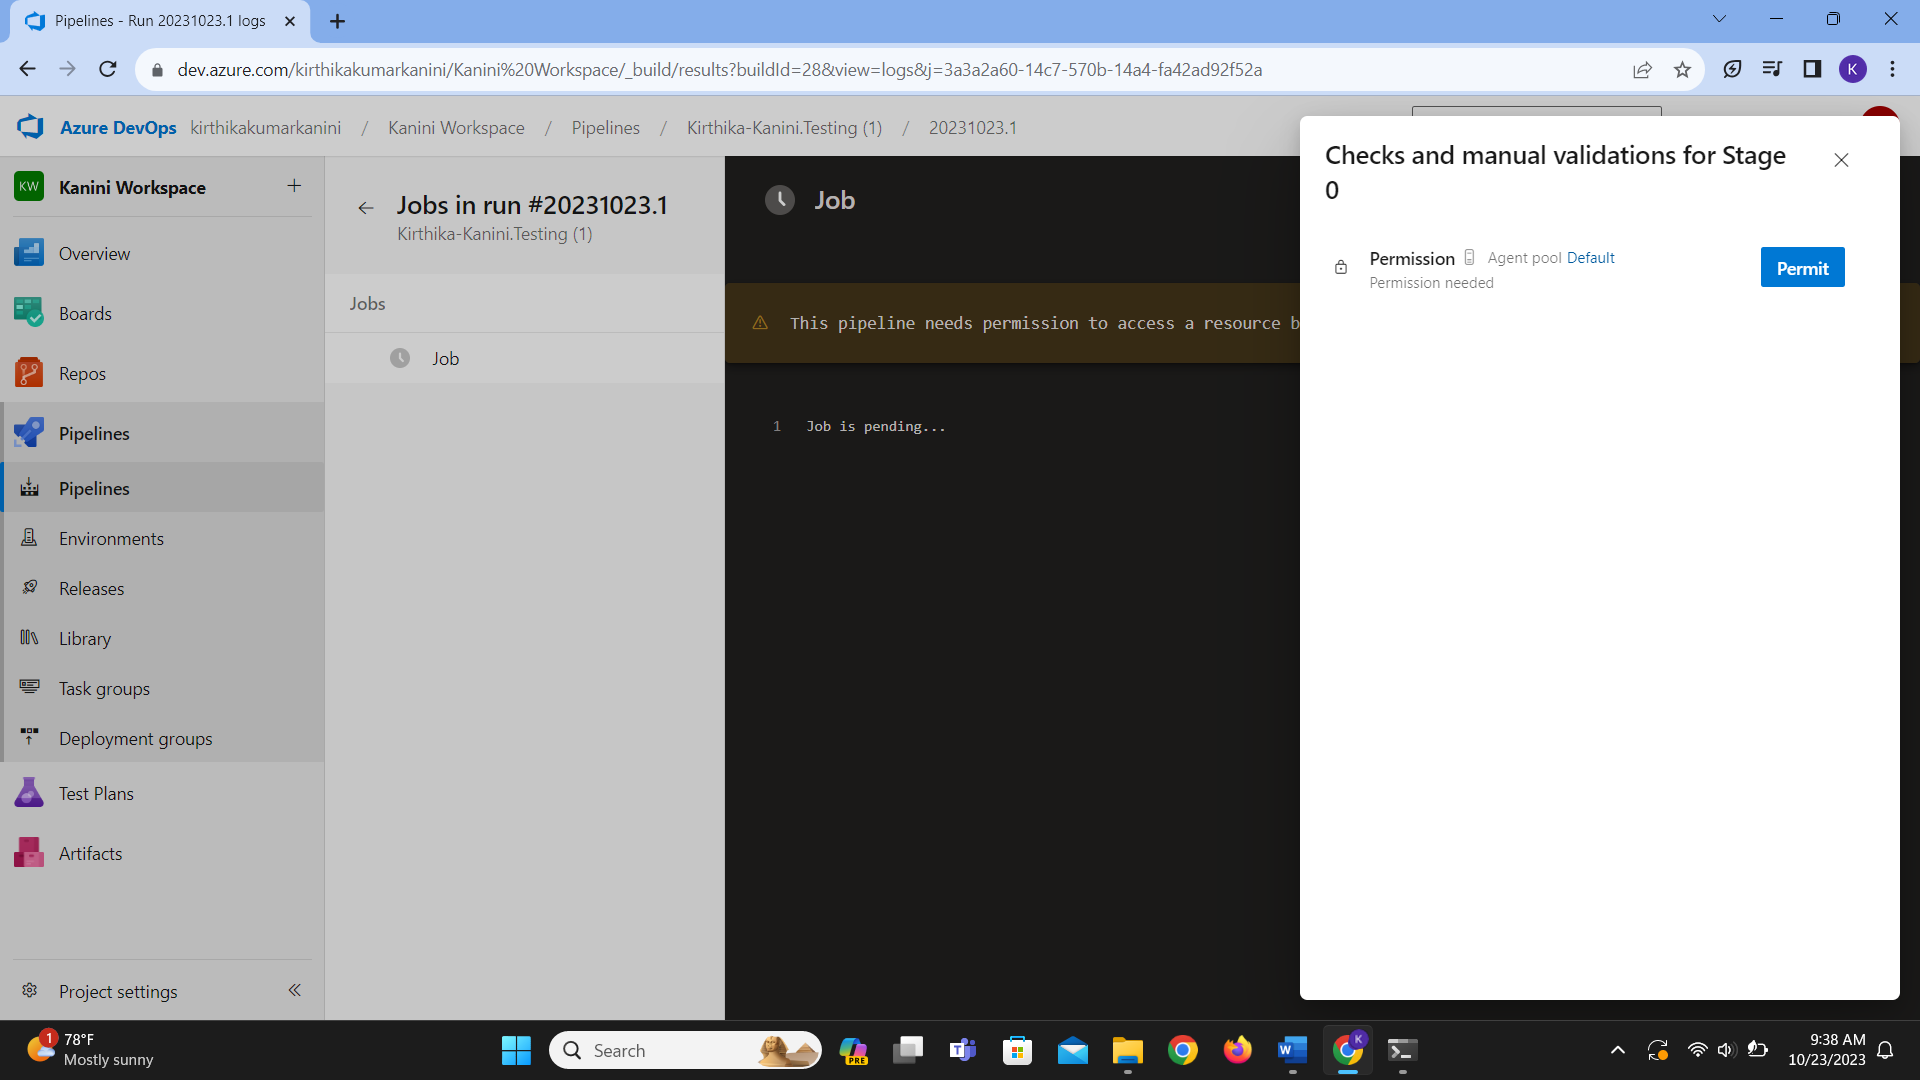 Pipelines - Run 20231023.1 logs
dev.azure.com/kirthikakumarkanini/Kanini%20Workspace/_build/results?buildId=28&view=logs&j=3a3a2a60-14c7-570b-14a4-fa42ad92f52a
K
Azure DevOps kirthikakumarkanini / Kanini Workspace / Pipelines / Kirthika-Kanini.Testing (1) / 20231023.1
KW Kanini Workspace
Overview
Boards
Repos
Pipelines
Pipelines
Environments
Releases
Library
Task groups
Deployment groups
Test Plans
Artifacts
Project settings
Jobs in run #20231023.1
Kirthika-Kanini.Testing (1)
Jobs
Job
Job
This pipeline needs permission to access a resource b
1 Job is pending...
Checks and manual validations for Stage
0
Permission Agent pool Default
Permission needed
Permit
1
78°F
Mostly sunny
Search
PRE
K
9:38 AM
10/23/2023